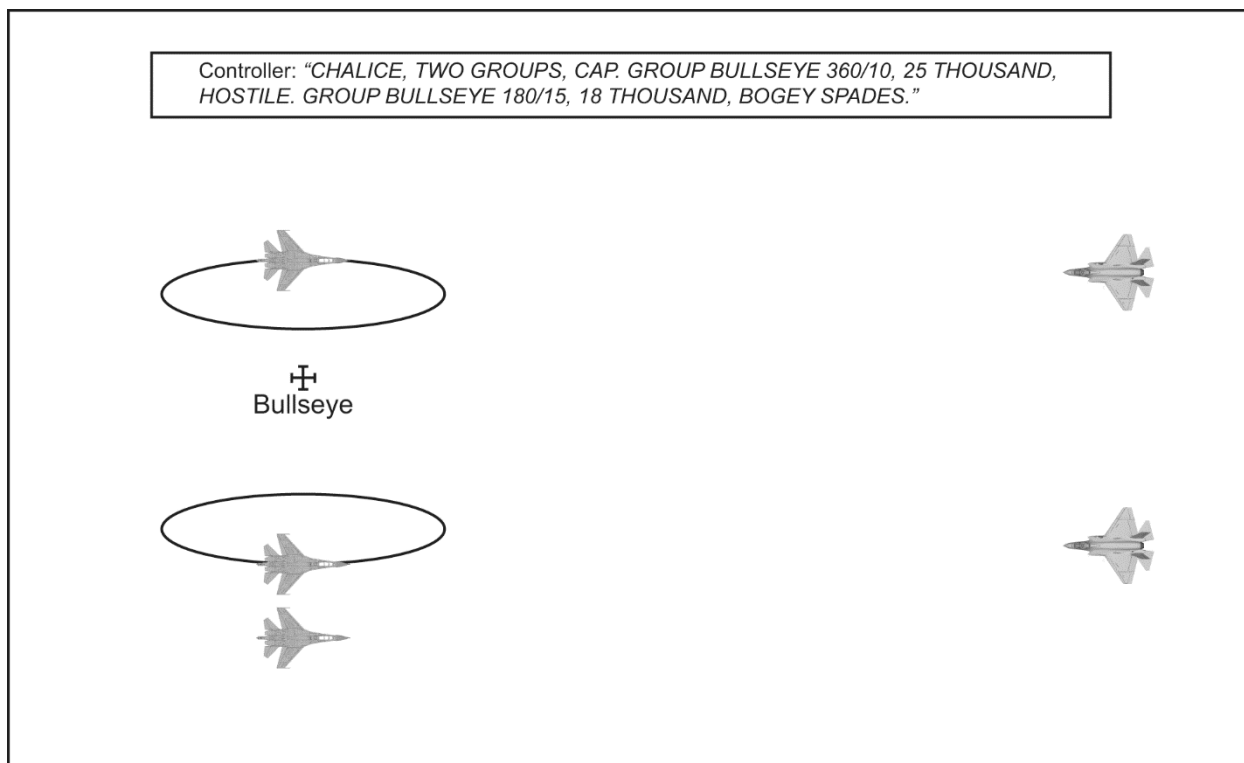 Controller: “CHALICE, TWO GROUPS, CAP. GROUP BULLSEYE 360/10, 25 THOUSAND,
HOSTILE. GROUP BULLSEYE 180/15, 18 THOUSAND, BOGEY SPADES.”
Bullseye